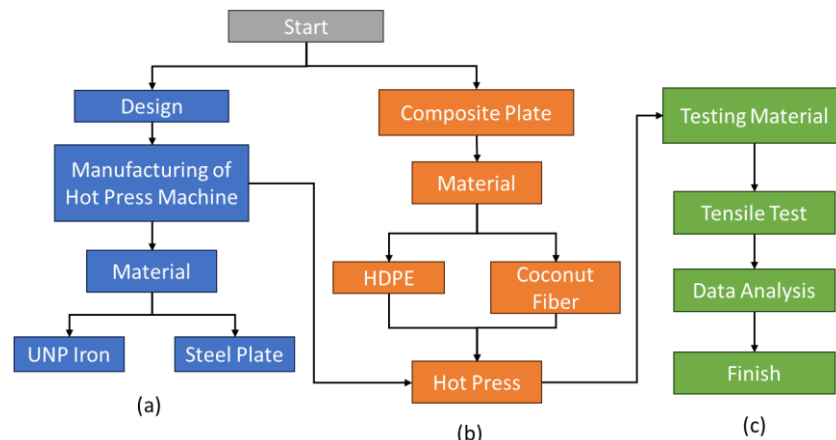 Start
Design
Manufacturing of
Hot Press Machine
Material
UNP Iron
Steel Plate
(a)
Composite Plate
Material
HDPE
Coconut
Fiber
Hot Press
(b)
Testing Material
Tensile Test
Data Analysis
Finish
(c)